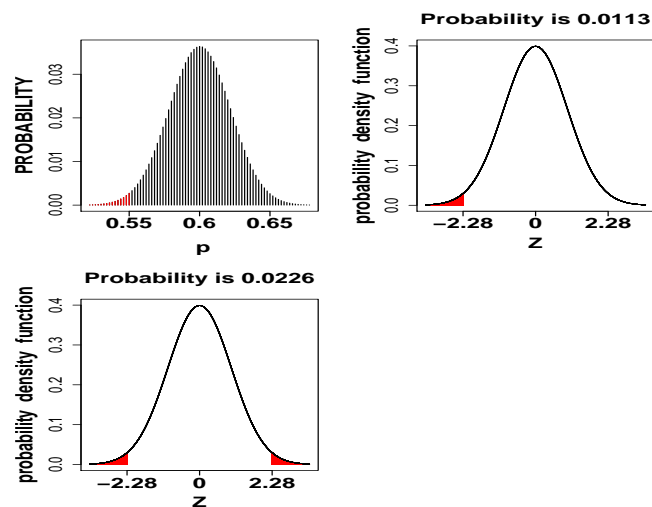 PROBABILITY
0.00 0.01 0.02 0.03
0.55 0.6 0.65
p
Probability is 0.0113
probability density function
0.0 0.1 0.2 0.3 0.4
−2.28 0 2.28
Z
Probability is 0.0226
probability density function
0.0 0.1 0.2 0.3 0.4
−2.28 0 2.28
Z